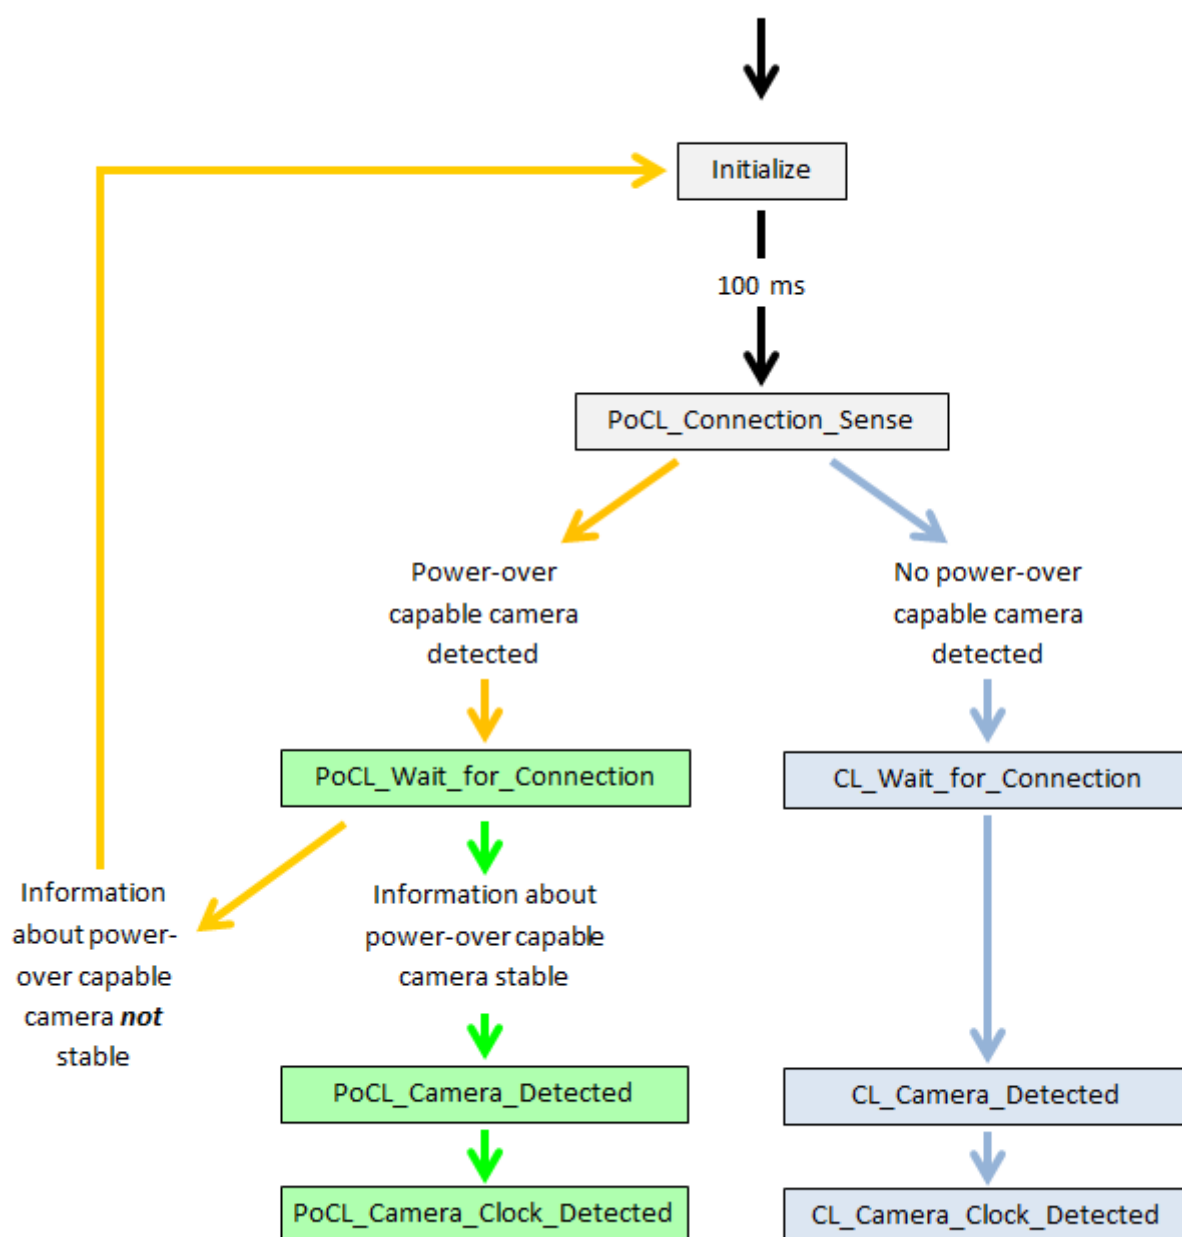 Initialize
100 ms
PoCL_Connection_Sense
Power-over
capable camera
detected
No power-over
capable camera
detected
PoCL_Wait_for_Connection
CL_Wait_for_Connection
Information
about power-
over capable
camera not
stable
Information about
power-over capable
camera stable
PoCL_Camera_Detected
CL_Camera_Detected
PoCL_Camera_Clock_Detected
CL_Camera_Clock_Detected